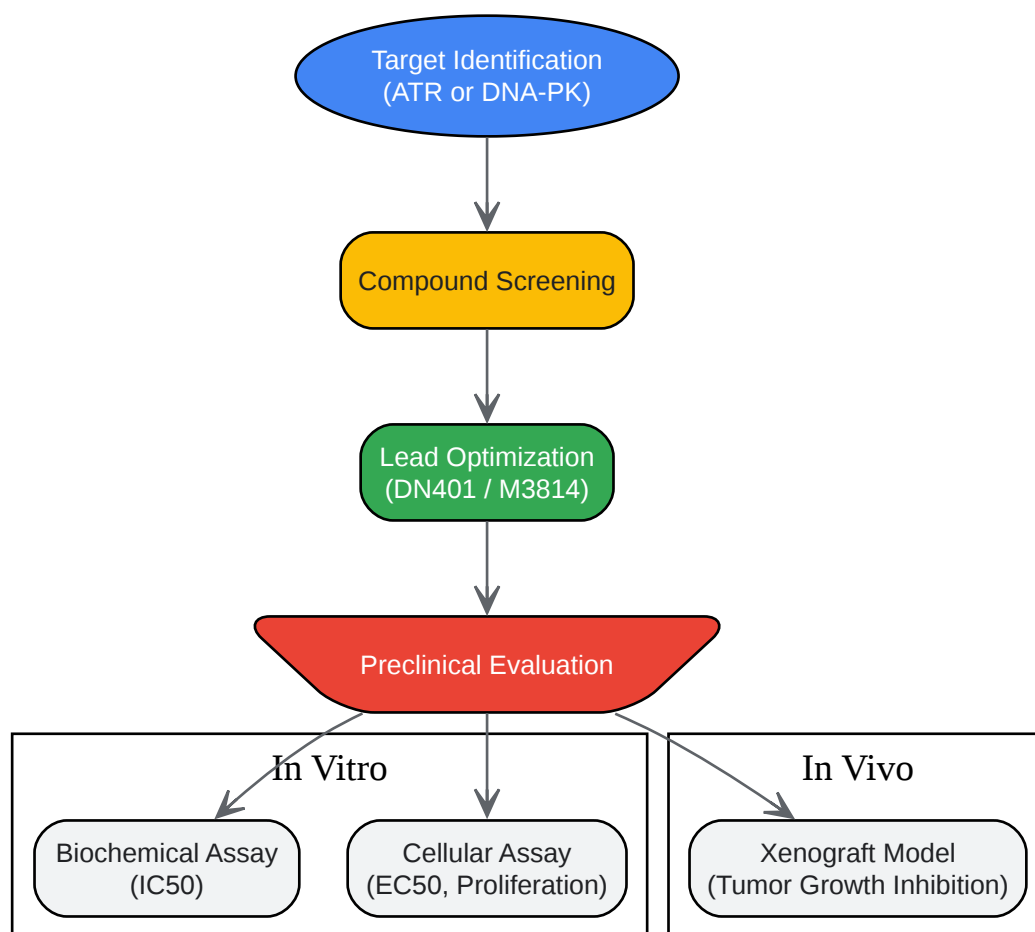 Target Identification
(ATR or DNA-PK)
Compound Screening
Lead Optimization
(DN401 / M3814)
Preclinical Evaluation
In Vitro
In Vivo
Biochemical Assay
(IC50)
Cellular Assay
(EC50, Proliferation)
Xenograft Model
(Tumor Growth Inhibition)